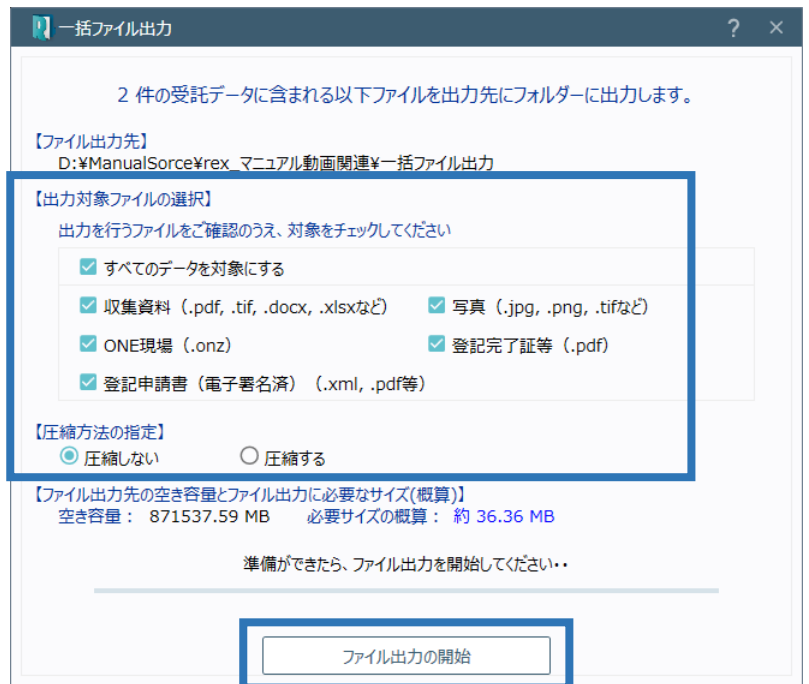 一括ファイル出力 ? ×
2 件の受託データに含まれる以下ファイルを出力先にフォルダーに出力します。
【ファイル出力先】
D:¥ManualSorce¥rex_マニュアル動画関連¥一括ファイル出力
【出力対象ファイルの選択】
出力を行うファイルをご確認のうえ、対象をチェックしてください
すべてのデータを対象にする
収集資料（.pdf, .tif, .docx, .xlsxなど） 写真（.jpg, .png, .tifなど）
ONE現場（.onz） 登記完了証等（.pdf）
登記申請書（電子署名済）（.xml, .pdf等）
【圧縮方法の指定】
圧縮しない 圧縮する
【ファイル出力先の空き容量とファイル出力に必要なサイズ(概算)】
空き容量： 871537.59 MB 必要サイズの概算： 約 36.36 MB
準備ができたら、ファイル出力を開始してください・・
ファイル出力の開始